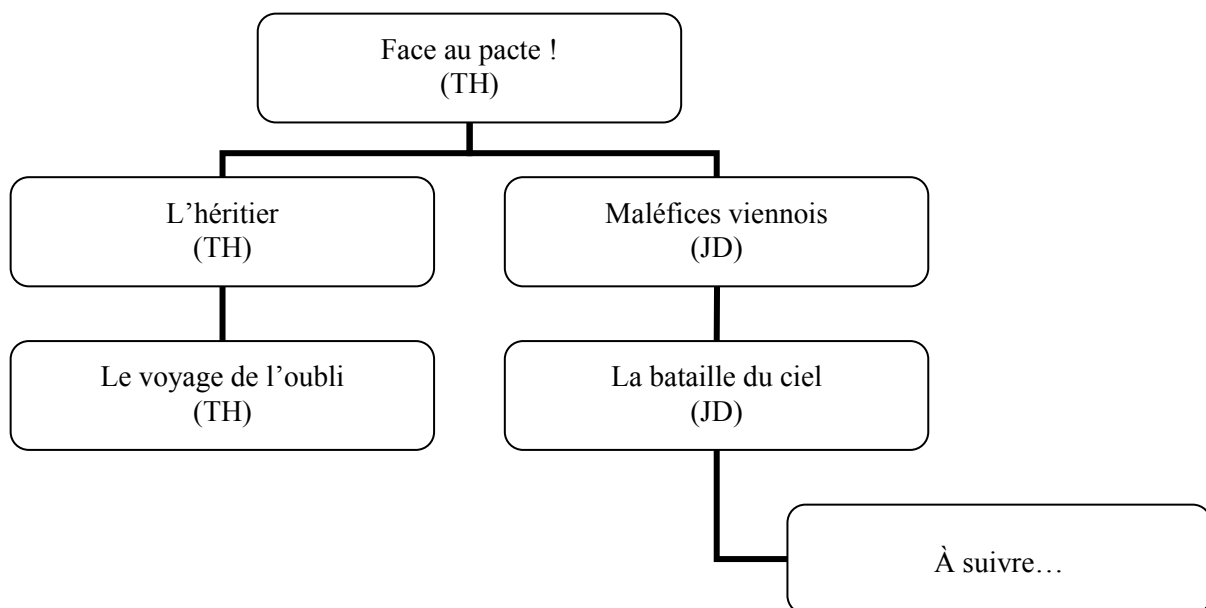 Face au pacte !
(TH)
L’héritier
(TH)
Maléfices viennois
(JD)
Le voyage de l’oubli
(TH)
La bataille du ciel
(JD)
À suivre…